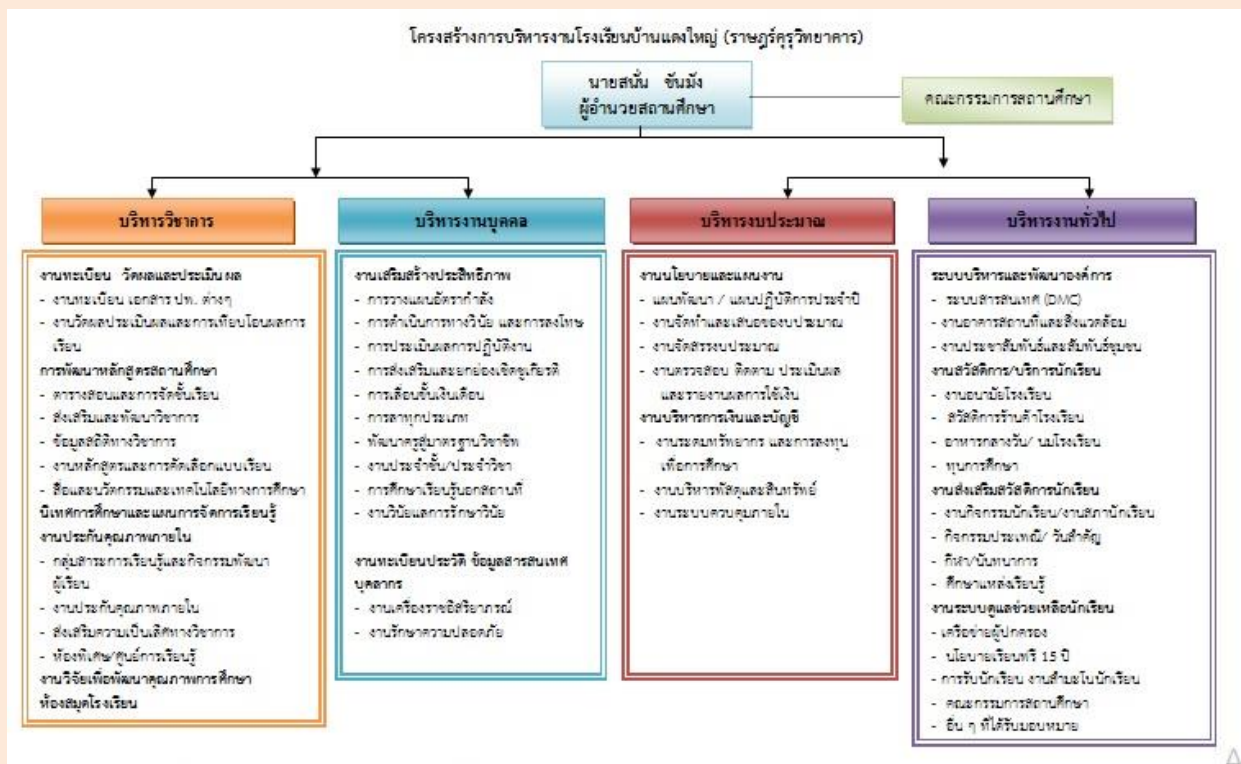 โครงสร้างการบริหารงานโรงเรียนบ้านแดงใหญ่ (ราษฎร์คุรุวิทยาคาร)
นายสนั่น ขันมัง
ผู้อำนวยสถานศึกษา
คณะกรรมการสถานศึกษา
บริหารวิชาการ
งานทะเบียน วัดผลและประเมินผล
- งานทะเบียน เอกสาร ปพ. ต่างๆ
- งานวัดผลประเมินผลและการเทียบโอนผลการ
เรียน
การพัฒนาหลักสูตรสถานศึกษา
- ตารางสอนและการจัดชั้นเรียน
- ส่งเสริมและพัฒนาวิชาการ
- ข้อมูลสถิติทางวิชาการ
- งานหลักสูตรและการคัดเลือกแบบเรียน
- สื่อและนวัตกรรมและเทคโนโลยีทางการศึกษา
นิเทศการศึกษาและแผนการจัดการเรียนรู้
งานประกันคุณภาพภายใน
- กลุ่มสาระการเรียนรู้และกิจกรรมพัฒนา
ผู้เรียน
- งานประกันคุณภาพภายใน
- ส่งเสริมความเป็นเลิศทางวิชาการ
- ห้องพิเศษ/ศูนย์การเรียนรู้
งานวิจัยเพื่อพัฒนาคุณภาพการศึกษา
ห้องสมุดโรงเรียน
บริหารงานบุคคล
งานเสริมสร้างประสิทธิภาพ
- การวางแผนอัตรากำลัง
- การดำเนินการทางวินัย และการลงโทษ
- การประเมินผลการปฏิบัติงาน
- การส่งเสริมและยกย่องเชิดชูเกียรติ
- การเลื่อนขั้นเงินเดือน
- การลาทุกประเภท
- พัฒนาครูสู่มาตรฐานวิชาชีพ
- งานประจำชั้น/ประจำวิชา
- การศึกษาเรียนรู้นอกสถานที่
- งานวินัยแลการรักษาวินัย
งานทะเบียนประวัติ ข้อมูลสารสนเทศ
บุคลากร
- งานเครื่องราชอิสริยาภรณ์
- งานรักษาความปลอดภัย
บริหารงบประมาณ
งานนโยบายและแผนงาน
- แผนพัฒนา / แผนปฏิบัติการประจำปี
- งานจัดทำและเสนอของบประมาณ
- งานจัดสรรงบประมาณ
- งานตรวจสอบ ติดตาม ประเมินผล
และรายงานผลการใช้เงิน
งานบริหารการเงินและบัญชี
- งานระดมทรัพยากร และการลงทุน
เพื่อการศึกษา
- งานบริหารพัสดุและสินทรัพย์
- งานระบบควบคุมภายใน
บริหารงานทั่วไป
ระบบบริหารและพัฒนาองค์การ
- ระบบสารสนเทศ (DMC)
- งานอาคารสถานที่และสิ่งแวดล้อม
- งานประชาสัมพันธ์และสัมพันธ์ชุมชน
งานสวัสดิการ/บริการนักเรียน
- งานอนามัยโรงเรียน
- สวัสดิการร้านค้าโรงเรียน
- อาหารกลางวัน/ นมโรงเรียน
- ทุนการศึกษา
งานส่งเสริมสวัสดิการนักเรียน
- งานกิจกรรมนักเรียน/งานสภานักเรียน
- กิจกรรมประเพณี/ วันสำคัญ
- กีฬา/นันทนาการ
- ศึกษาแหล่งเรียนรู้
งานระบบดูแลช่วยเหลือนักเรียน
- เครือข่ายผู้ปกครอง
- นโยบายเรียนฟรี 15 ปี
- การรับนักเรียน งานสำมะโนนักเรียน
- คณะกรรมการสถานศึกษา
- อื่น ๆ ที่ได้รับมอบหมาย
A